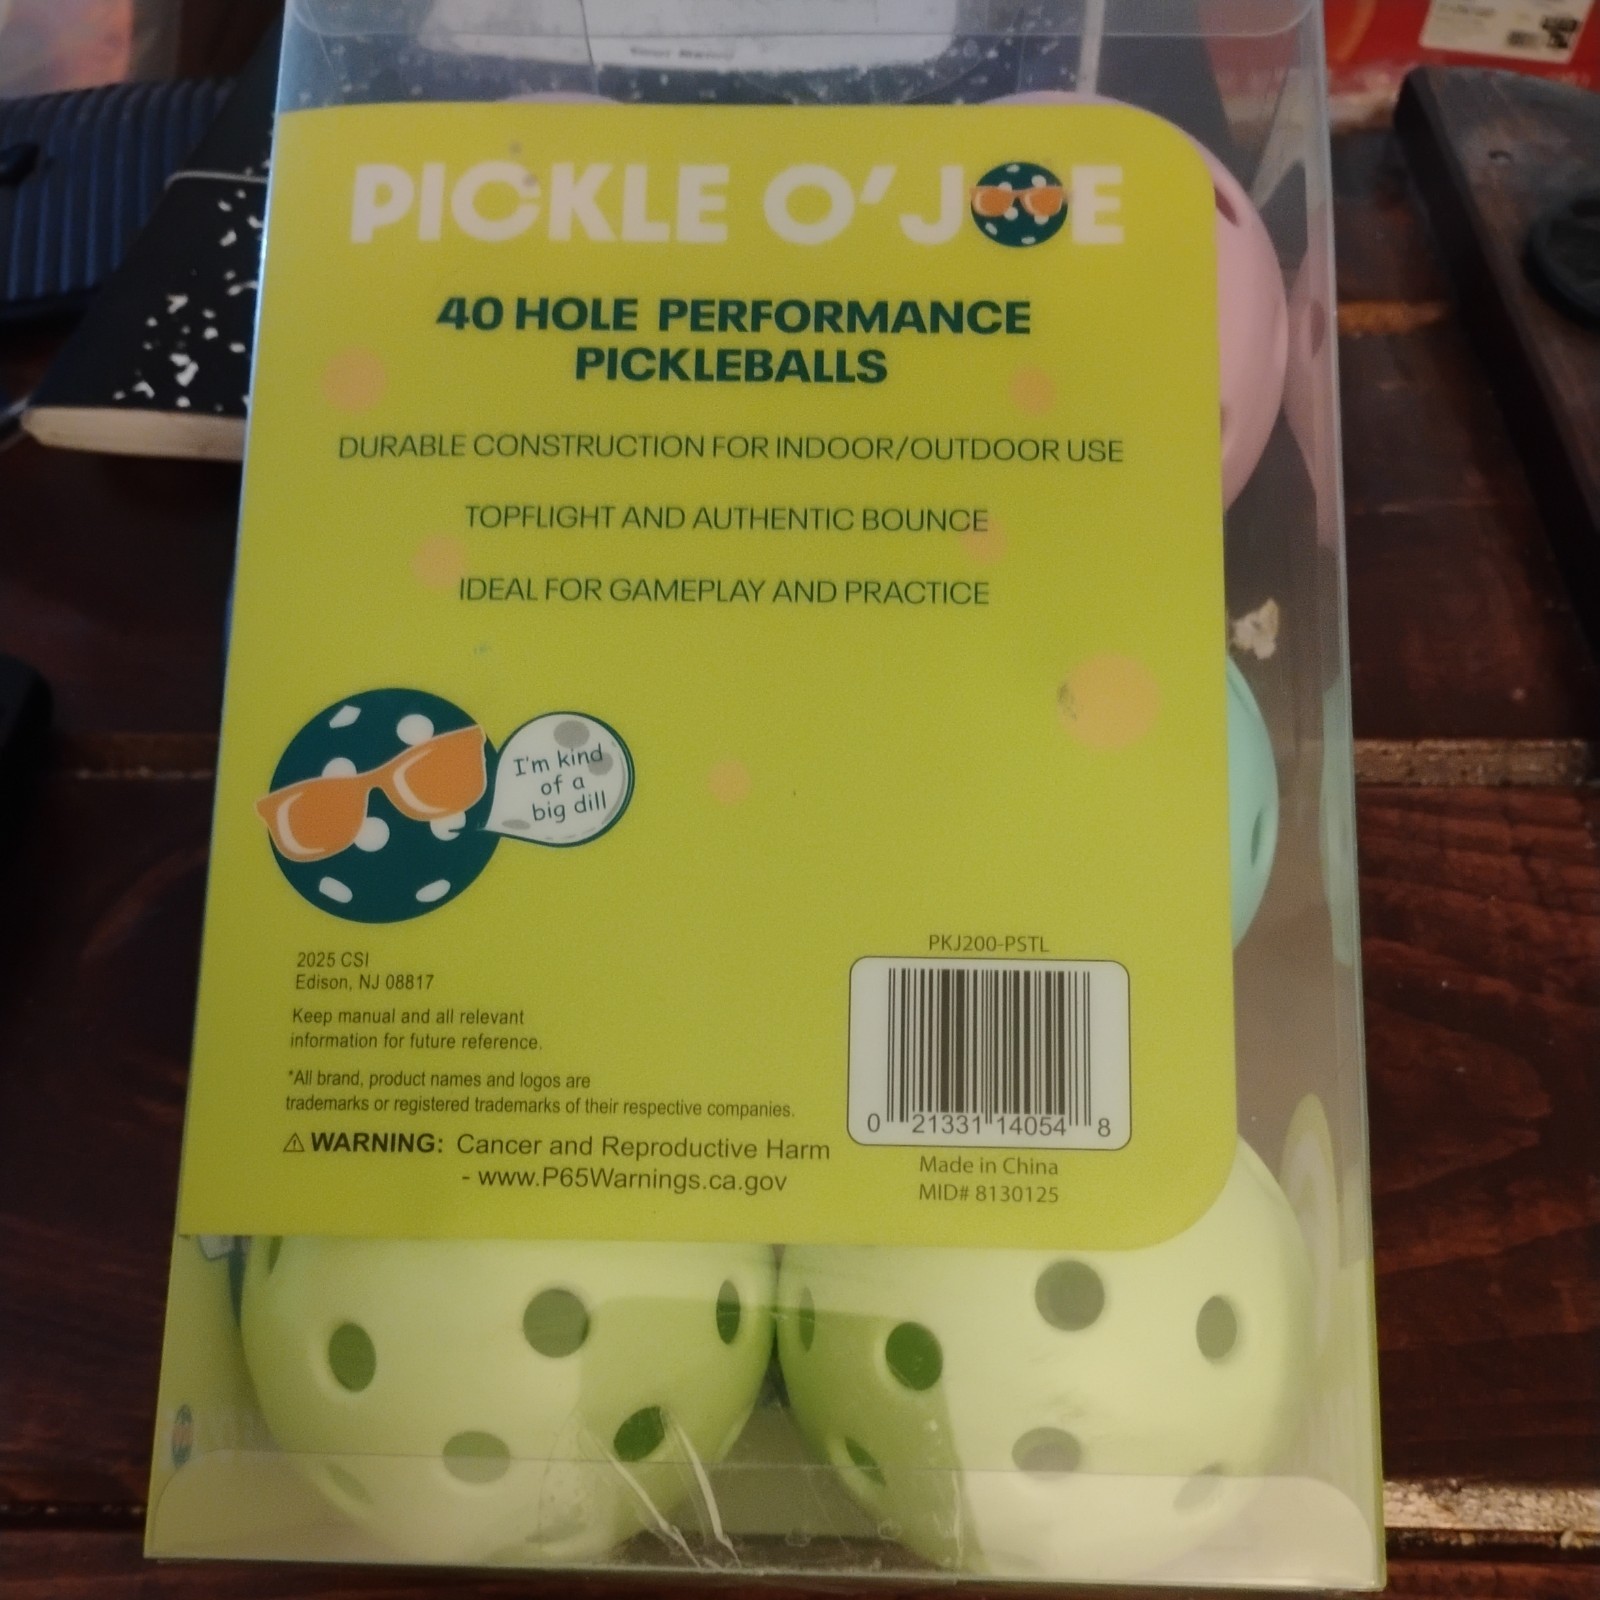 PICKLE O'JOE
40 HOLE PERFORMANCE
PICKLEBALLS
DURABLE CONSTRUCTION FOR INDOOR/OUTDOOR USE
TOPFLIGHT AND AUTHENTIC BOUNCE
IDEAL FOR GAMEPLAY AND PRACTICE
I'm kind
of a
big dill
2025 CSI
Edison, NJ 08817
Keep manual and all relevant
information for future reference.
*All brand, product names and logos are
trademarks or registered trademarks of their respective companies.
⚠ WARNING: Cancer and Reproductive Harm
- www.P65Warnings.ca.gov
PKJ200-PSTL
0 21331 14054 8
Made in China
MID# 8130125